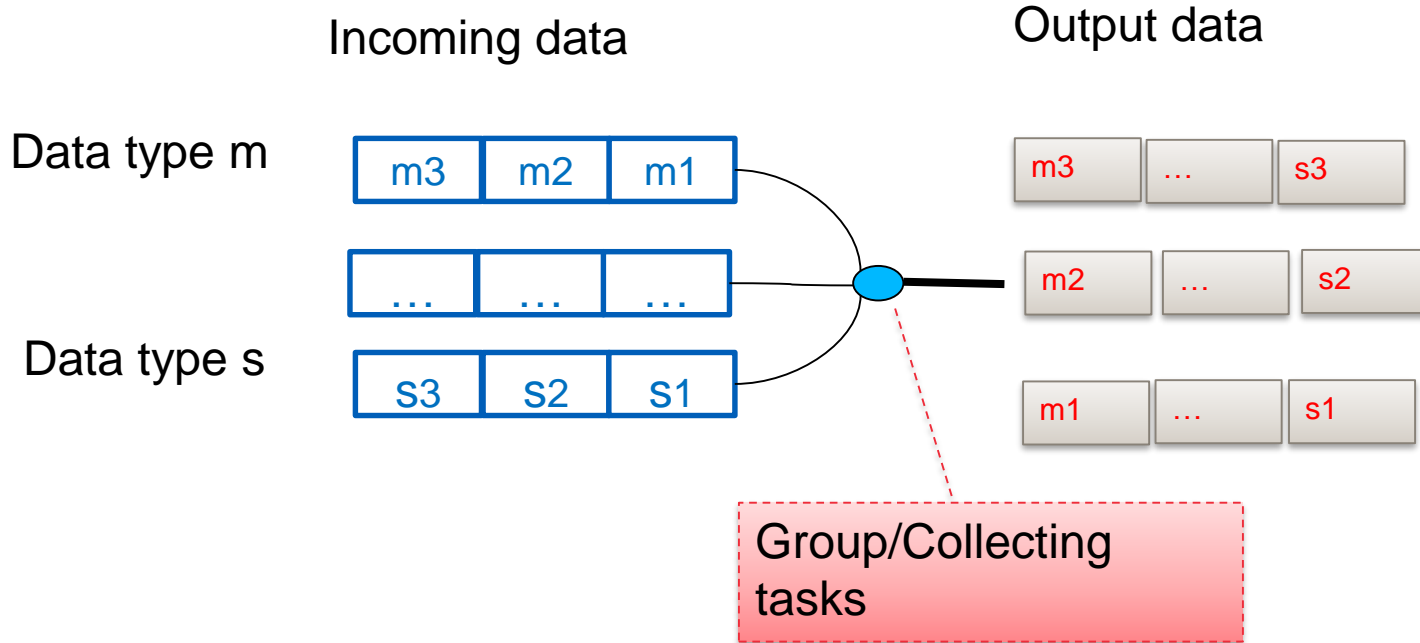 Incoming data
Output data
Data type m
m3 m2 m1
m3 … s3
… … …
m2 … s2
Data type s
s3 s2 s1
m1 … s1
Group/Collecting
tasks